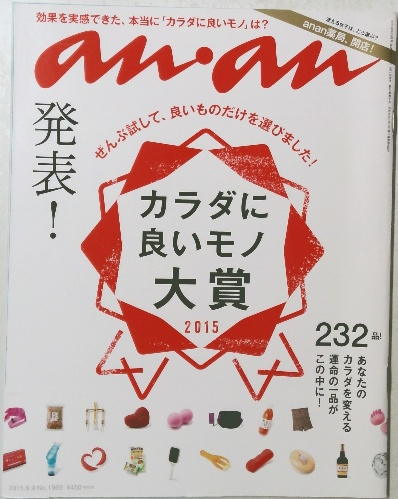 効果を実感できた、本当に「カラダに良いモノ」は?
anan薬局、開店!
an・an
発表!
ぜんぶ試して、良いものだけを選びました!
カラダに
良いモノ
大賞
2015
232品!
あなたの
カラダを変える
運命の一品が
この中に!